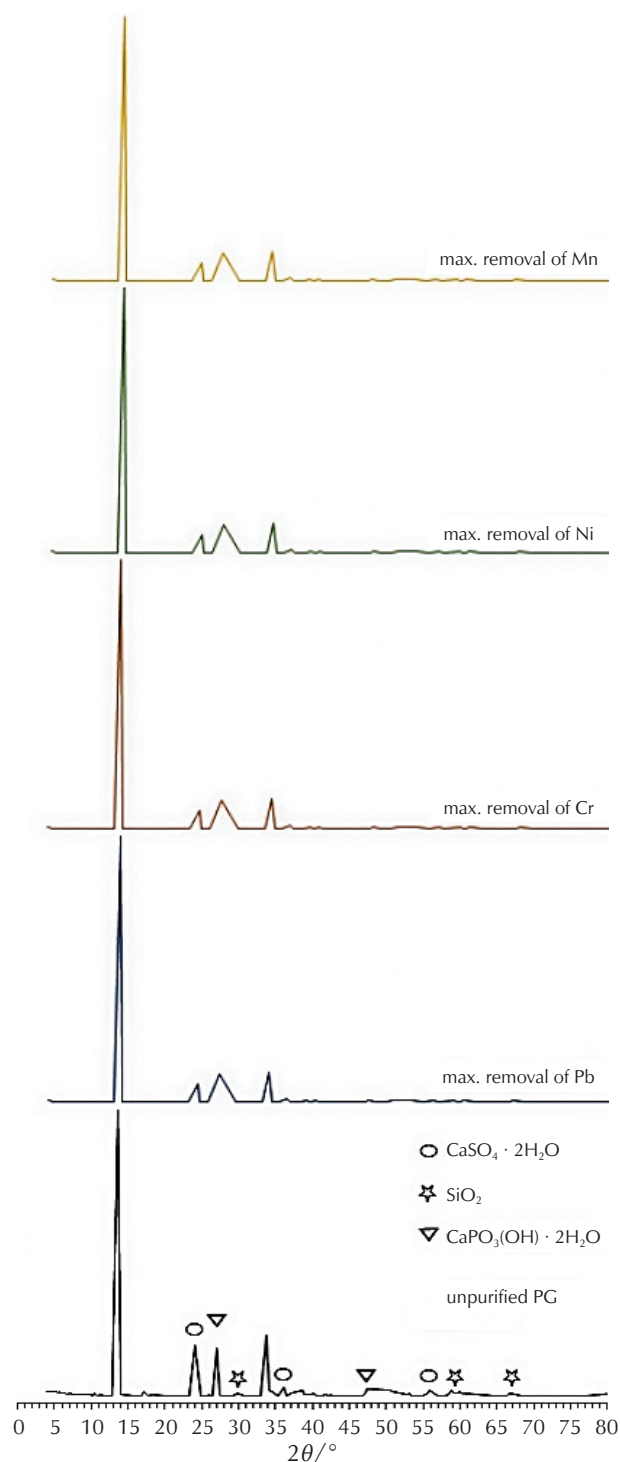 max. removal of Mn
max. removal of Ni
max. removal of Cr
max. removal of Pb
CaSO₄ · 2H₂O
SiO₂
CaPO₃(OH) · 2H₂O
unpurified PG
0 5 10 15 20 25 30 35 40 45 50 55 60 65 70 75 80
2θ/°